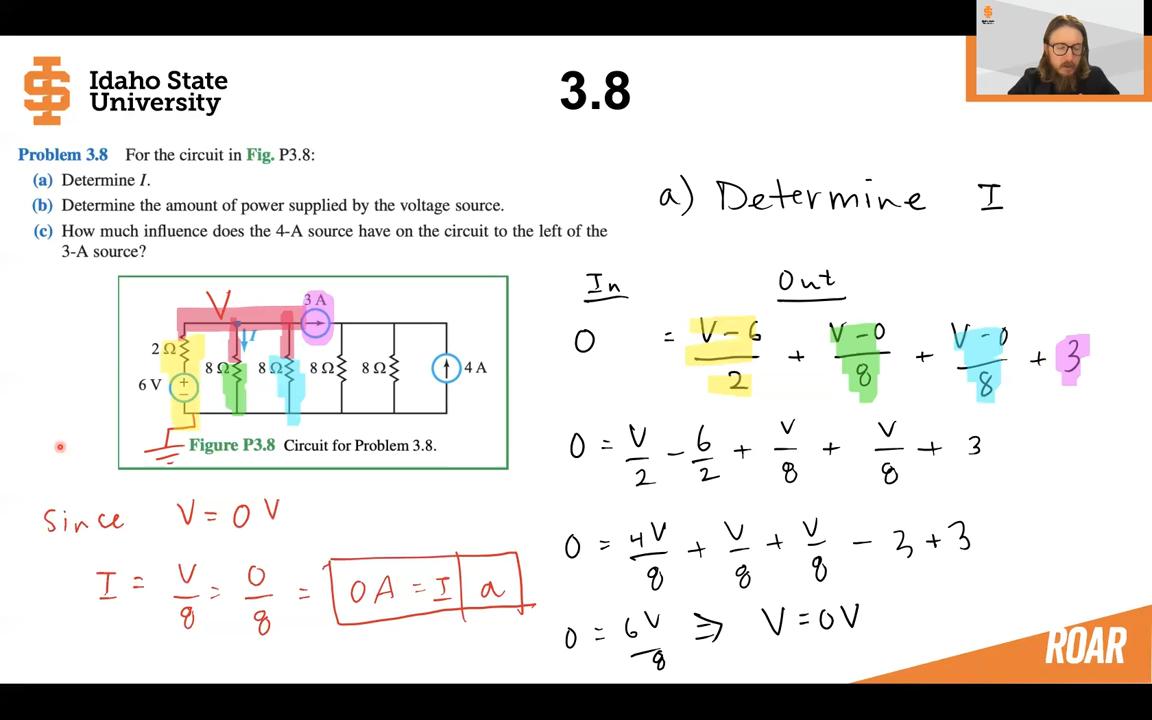 Idaho State
University
3.8
Problem 3.8 For the circuit in Fig. P3.8:
(a) Determine I.
(b) Determine the amount of power supplied by the voltage source.
(c) How much influence does the 4-A source have on the circuit to the left of the
3-A source?
V
3 A
I
2 Ω
8 Ω
8 Ω
8 Ω
8 Ω
4 A
6 V
+
−
Figure P3.8 Circuit for Problem 3.8.
Since V = 0 V
I = V/8 = 0/8 = 0A = I a
a) Determine I
In Out
0 = V-6/2 + V-0/8 + V-0/8 + 3
0 = V/2 - 6/2 + V/8 + V/8 + 3
0 = 4V/8 + V/8 + V/8 - 3 + 3
0 = 6V/8 => V = 0V
ROAR